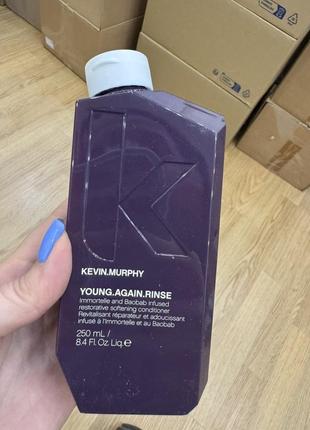 KEVIN.MURPHY
YOUNG.AGAIN.RINSE
Immortelle and Baobab infused
restorative softening conditioner
Revitalisant réparateur et adoucissant
infusé à l'Immortelle et au Baobab
250 mL /
8.4 Fl. Oz. Liq. e